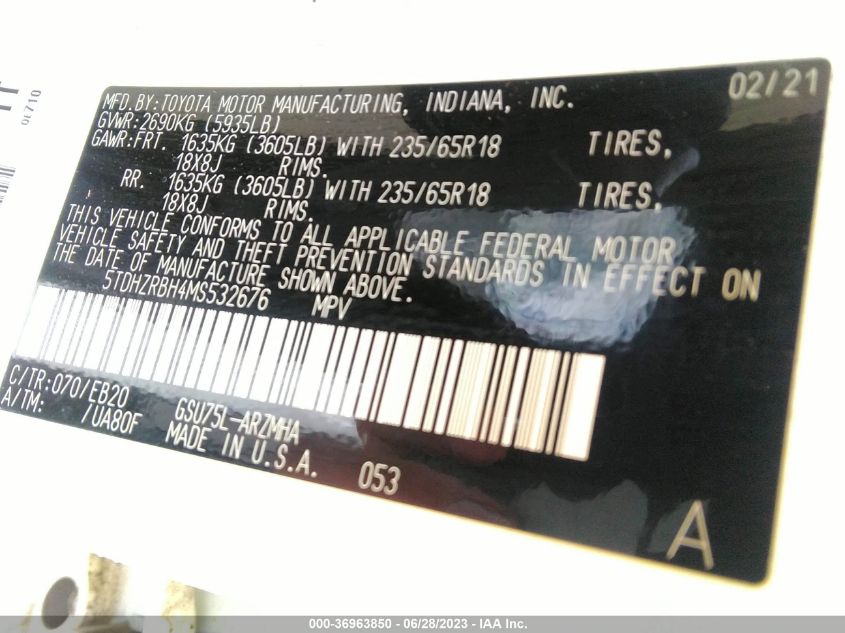 02/21
MFD.BY:TOYOTA MOTOR MANUFACTURING, INDIANA, INC.
GVWR:2690KG (5935LB)
GAWR:FRT. 1635KG (3605LB) WITH 235/65R18 TIRES,
18X8J RIMS.
RR. 1635KG (3605LB) WITH 235/65R18 TIRES,
18X8J RIMS.
THIS VEHICLE CONFORMS TO ALL APPLICABLE FEDERAL MOTOR
VEHICLE SAFETY AND THEFT PREVENTION STANDARDS IN EFFECT ON
THE DATE OF MANUFACTURE SHOWN ABOVE.
5TDHZRBH4MS532676 MPV
C/TR:070/EB20 GSU75L-ARZMHA
A/TM: /UA80F MADE IN U.S.A.
053
A
000-36963850 - 06/28/2023 - IAA Inc.